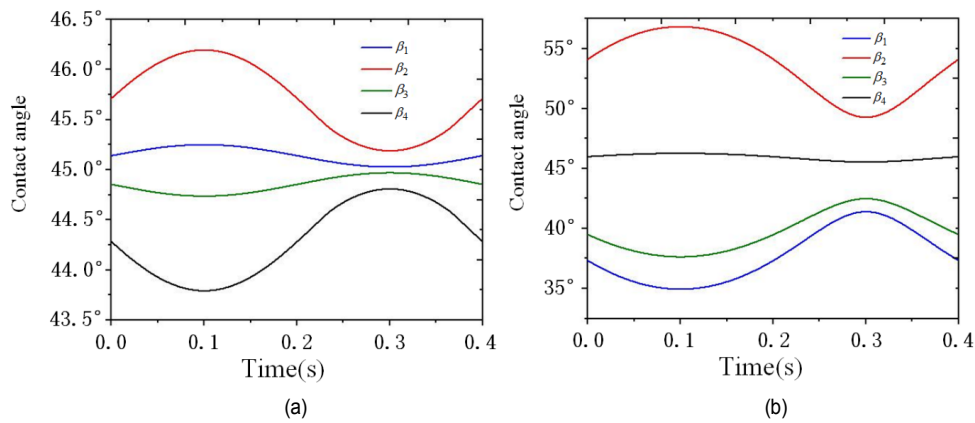 46.5°
46.0°
45.5°
45.0°
44.5°
44.0°
43.5°
Contact angle
β1
β2
β3
β4
0.0 0.1 0.2 0.3 0.4
Time(s)
(a)
55°
50°
45°
40°
35°
Contact angle
β1
β2
β3
β4
0.0 0.1 0.2 0.3 0.4
Time(s)
(b)